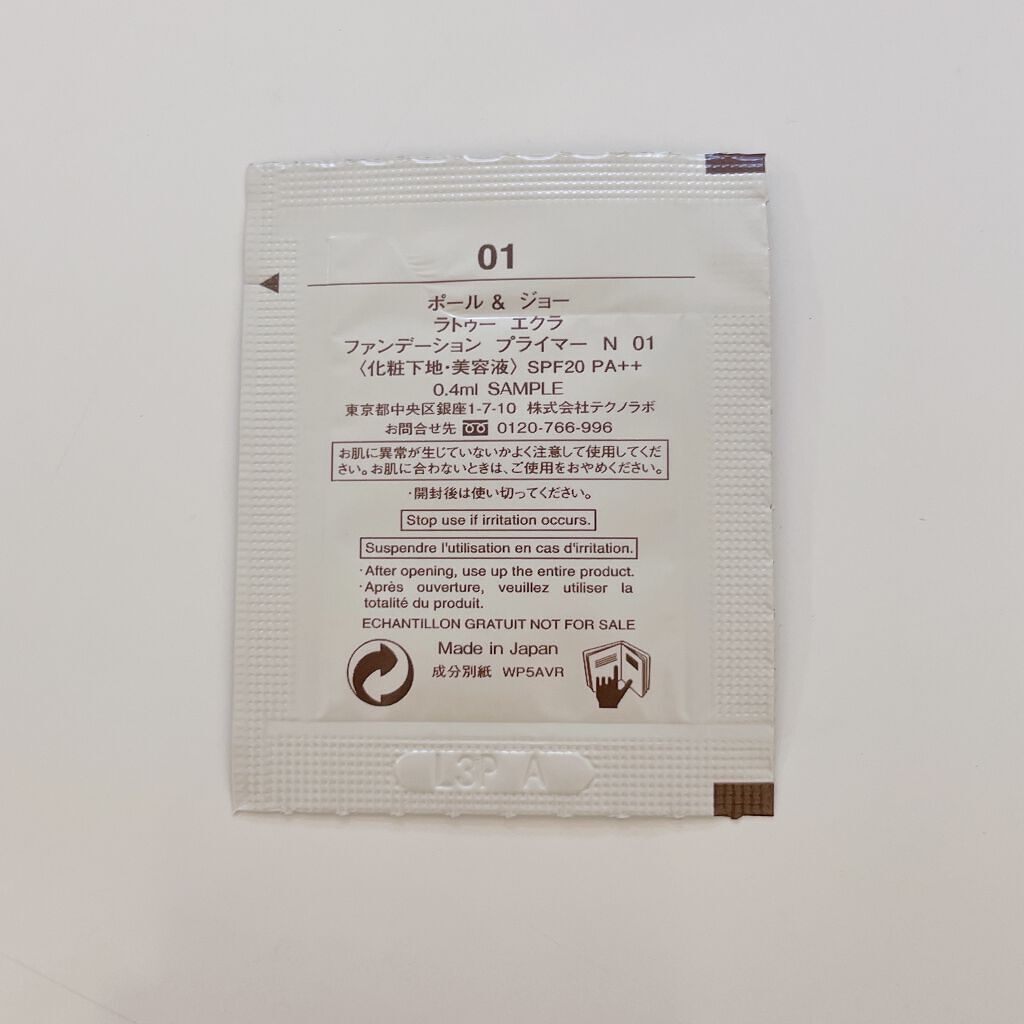 01
ポール & ジョー
ラトゥー エクラ
ファンデーション プライマー N 01
〈化粧下地・美容液〉 SPF20 PA++
0.4ml SAMPLE
東京都中央区銀座1-7-10 株式会社テクノラボ
お問合せ先 0120-766-996
お肌に異常が生じていないかよく注意して使用してくだ
さい。お肌に合わないときは、ご使用をおやめください。
・開封後は使い切ってください。
Stop use if irritation occurs.
Suspendre l'utilisation en cas d'irritation.
・After opening, use up the entire product.
・Après ouverture, veuillez utiliser la
totalité du produit.
ECHANTILLON GRATUIT NOT FOR SALE
Made in Japan
成分別紙 WP5AVR
L3P A